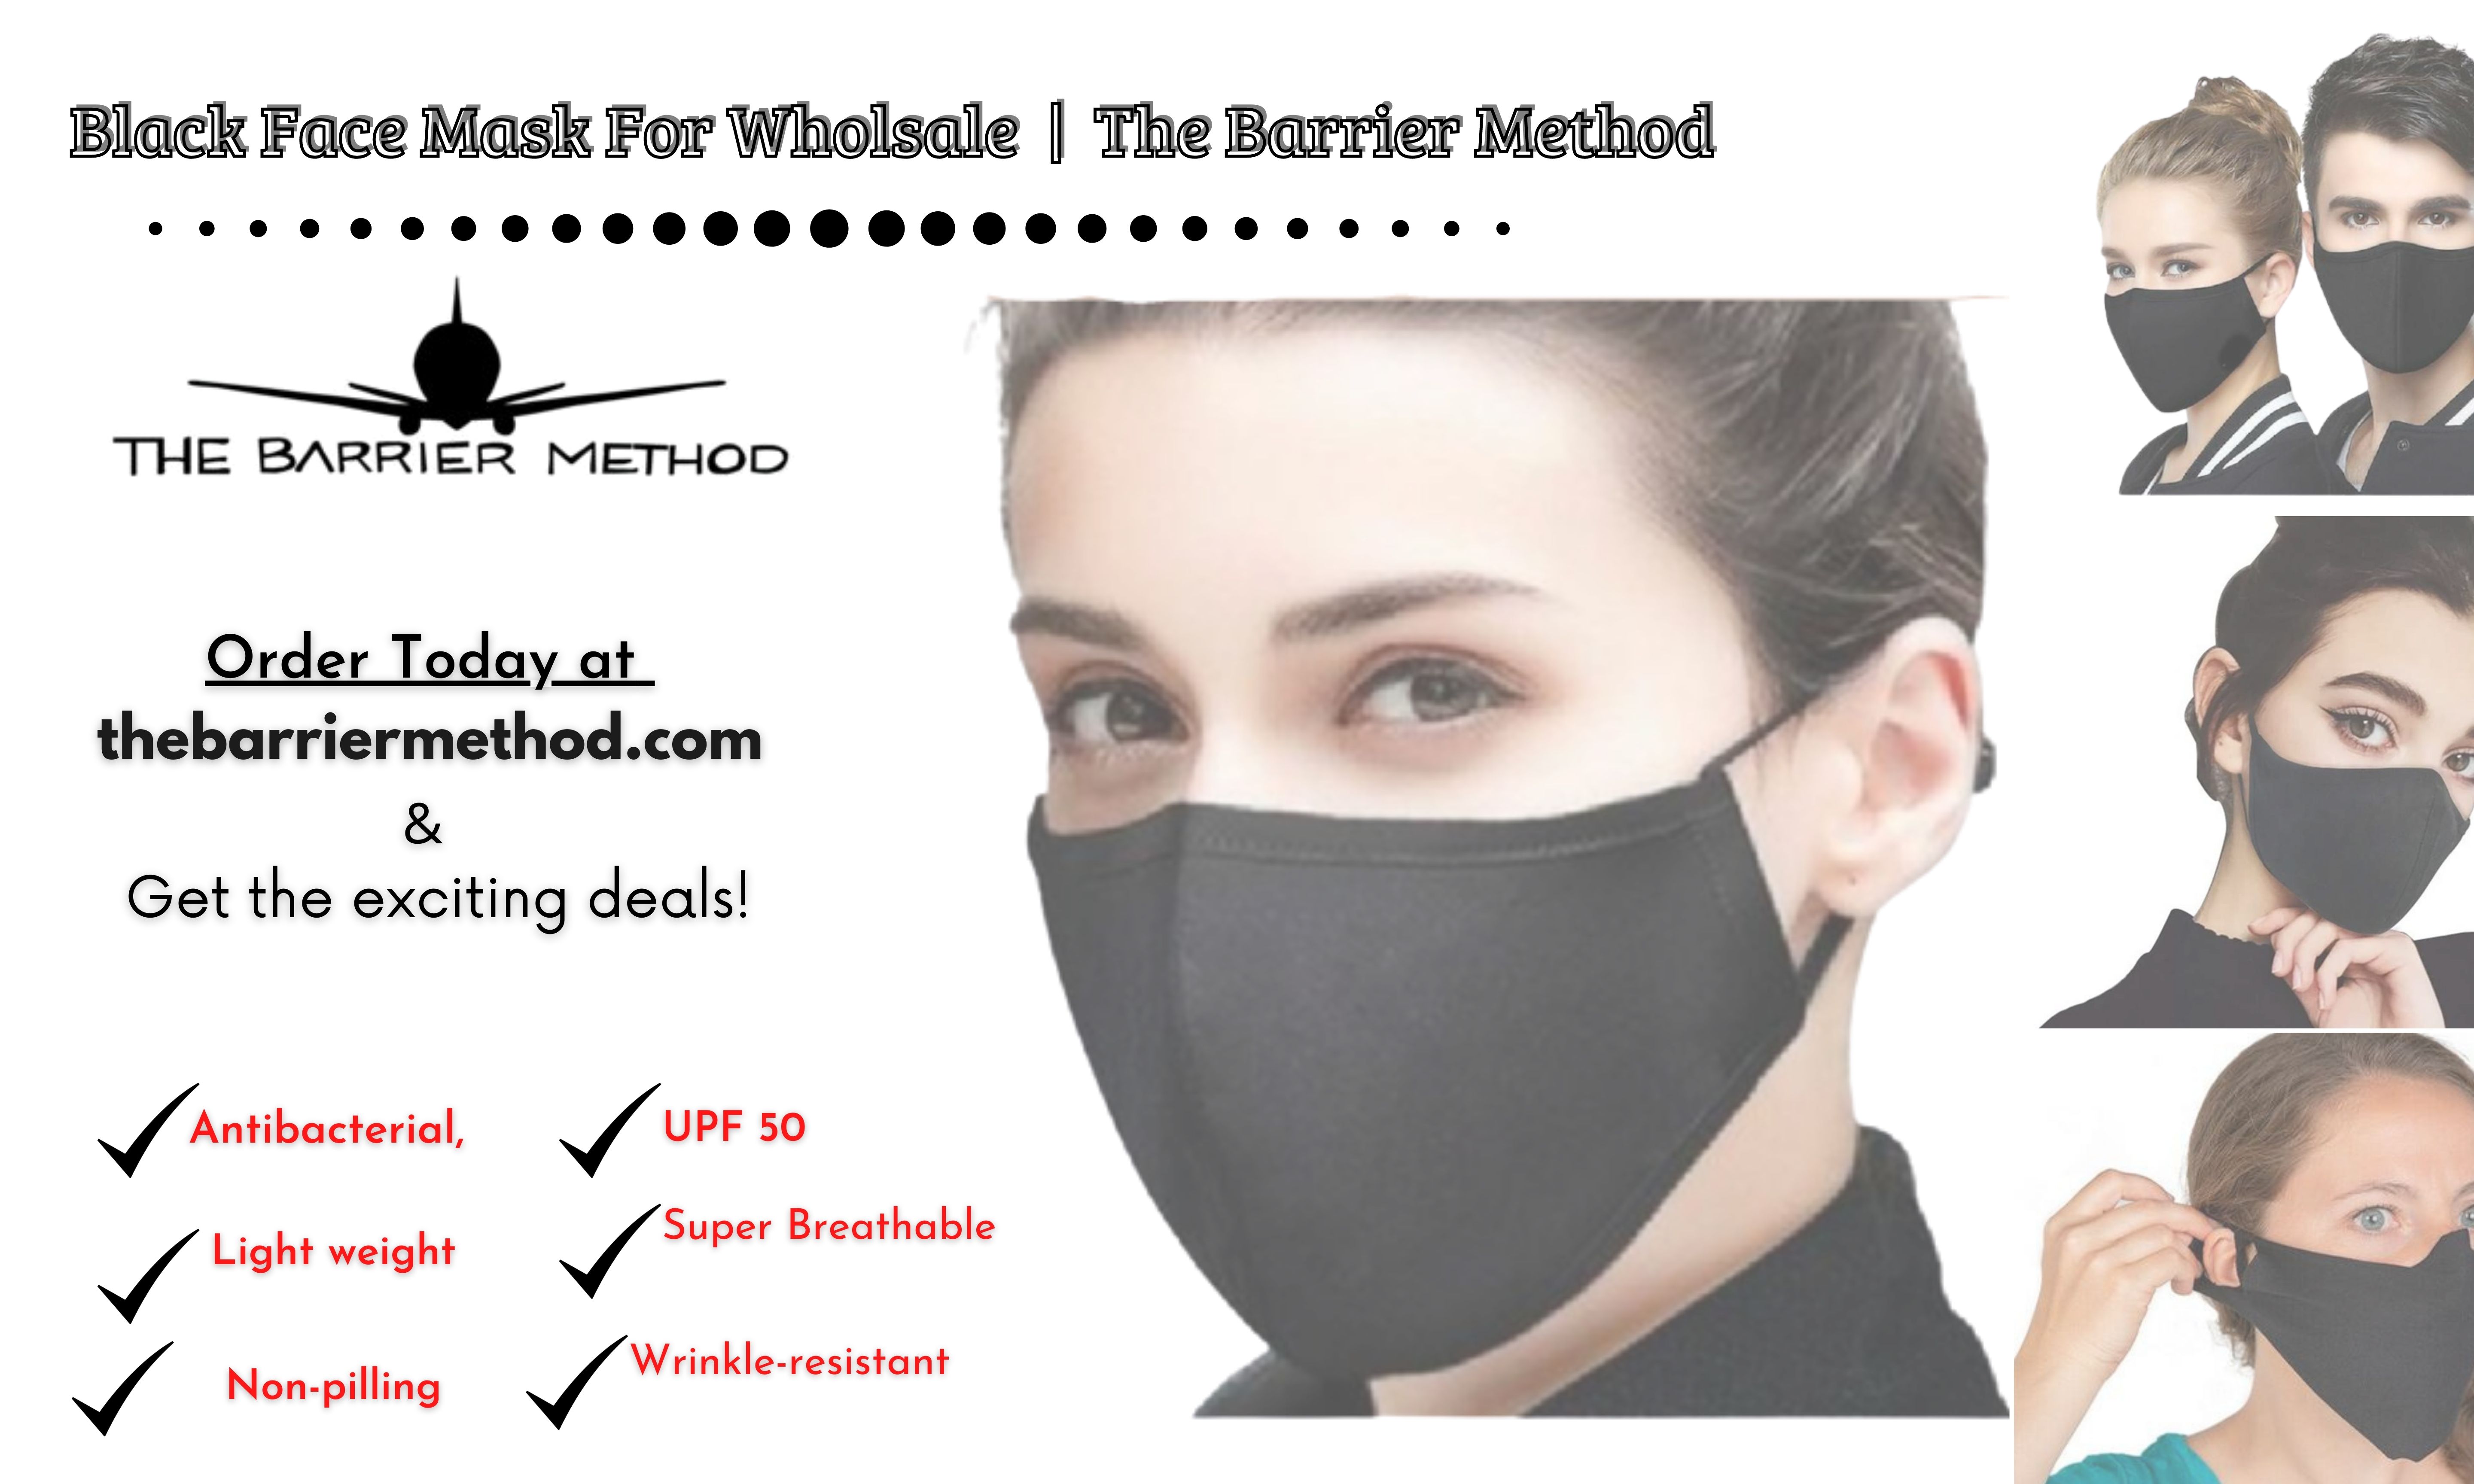 Black Face Mask For Wholsale | The Barrier Method
THE BARRIER METHOD
Order Today at
thebarriermethod.com
&
Get the exciting deals!
Antibacterial,
UPF 50
Light weight
Super Breathable
Non-pilling
Wrinkle-resistant